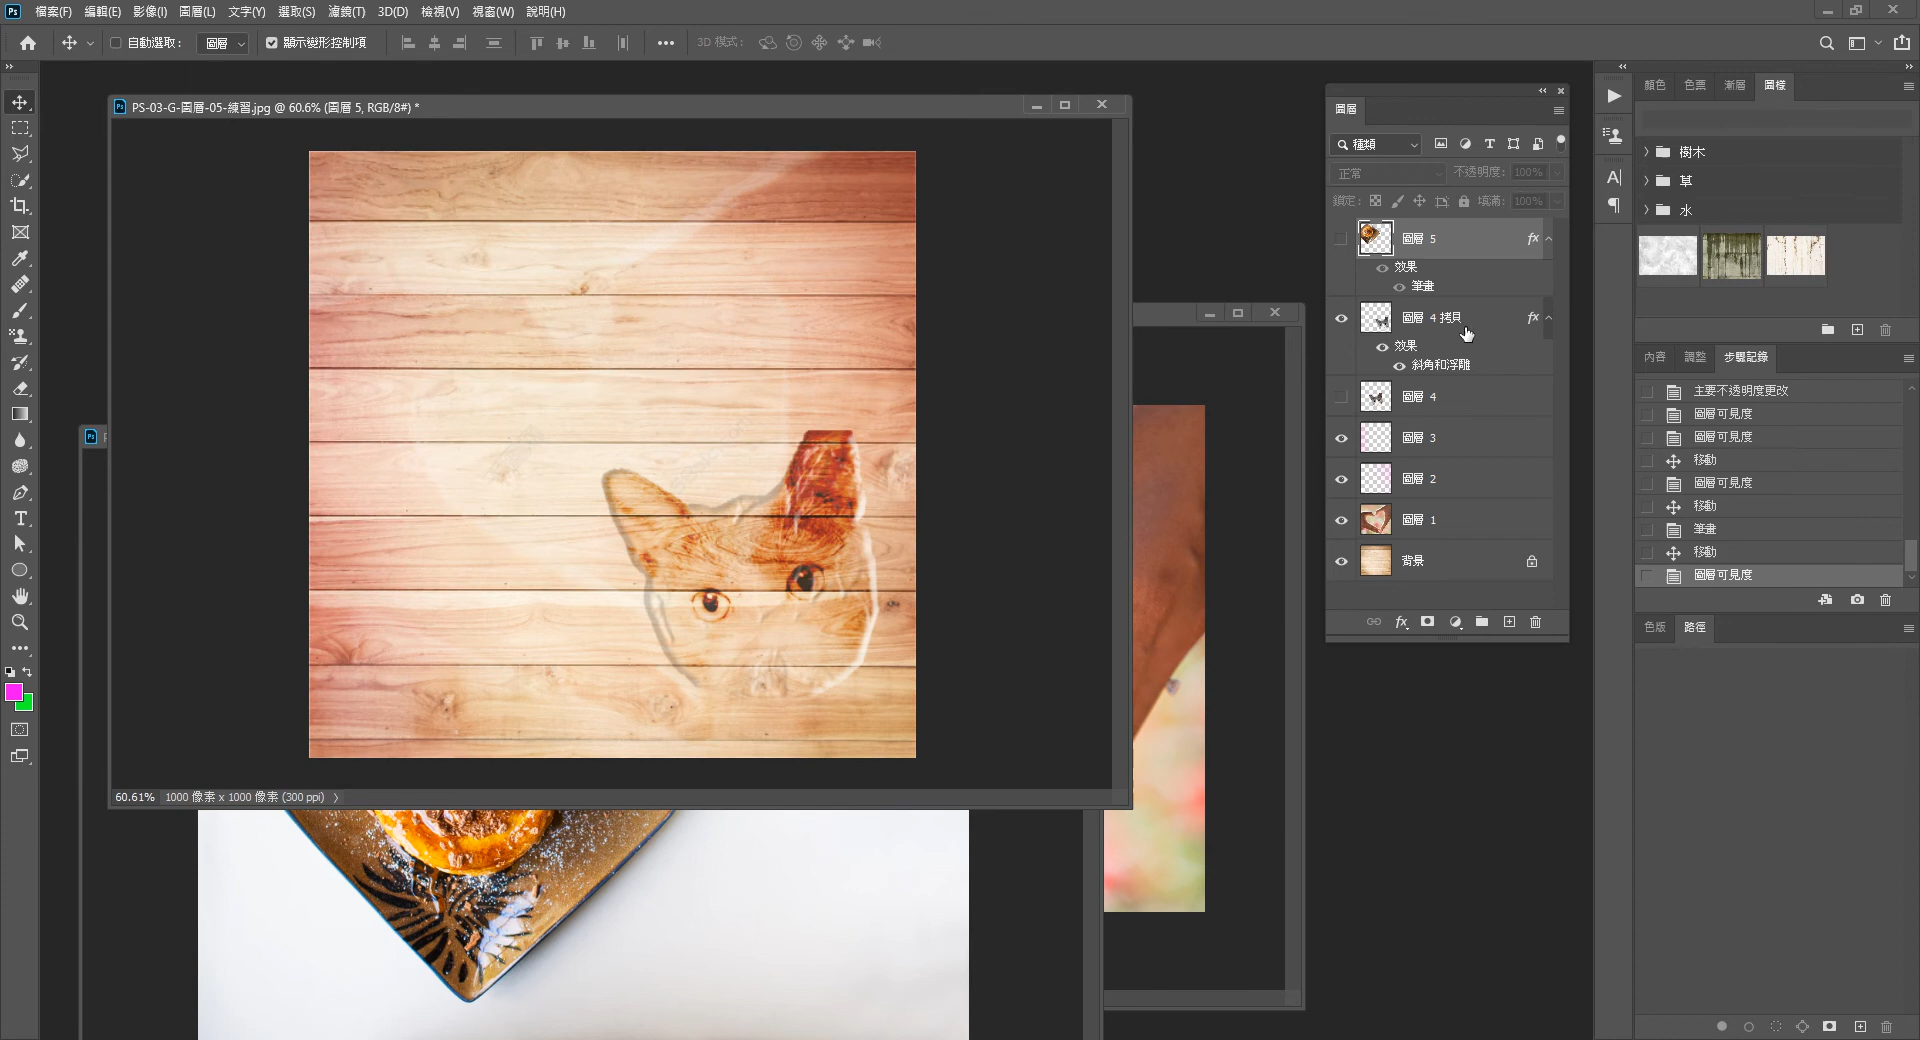 Ps 檔案(F) 編輯(E) 影像(I) 圖層(L) 文字(Y) 選取(S) 濾鏡(T) 3D(D) 檢視(V) 視窗(W) 說明(H)
自動選取： 圖層 顯示變形控制項 3D 模式：
PS-03-G-圖層-05-練習.jpg @ 60.6% (圖層 5, RGB/8#) *
60.61% 1000 像素 x 1000 像素 (300 ppi)
圖層
種類
正常 不透明度： 100%
鎖定： 填滿： 100%
圖層 5 fx
效果
筆畫
圖層 4 拷貝 fx
效果
斜角和浮雕
圖層 4
圖層 3
圖層 2
圖層 1
背景
顏色 色票 漸層 圖樣
樹木
草
水
內容 調整 步驟記錄
主要不透明度更改
圖層可見度
圖層可見度
移動
圖層可見度
移動
筆畫
移動
圖層可見度
色版 路徑